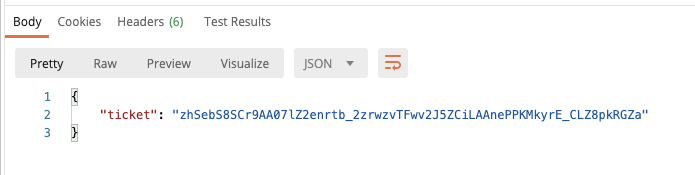 Body Cookies Headers (6) Test Results
Pretty Raw Preview Visualize JSON
1 {
2 "ticket": "zhSebS8SCr9AA07lZ2enrtb_2zrwzvTFwv2J5ZCiLAAnePPKMkyrE_CLZ8pkRGZa"
3 }